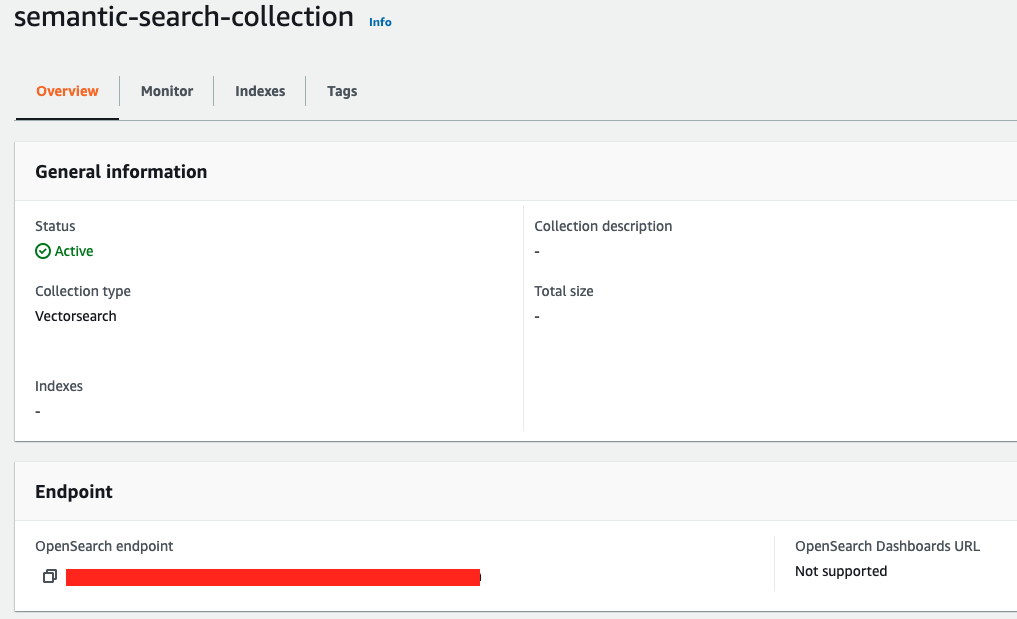 semantic-search-collection Info
Overview Monitor Indexes Tags
General information
Status
Active
Collection type
Vectorsearch
Indexes
-
Collection description
-
Total size
-
Endpoint
OpenSearch endpoint
OpenSearch Dashboards URL
Not supported